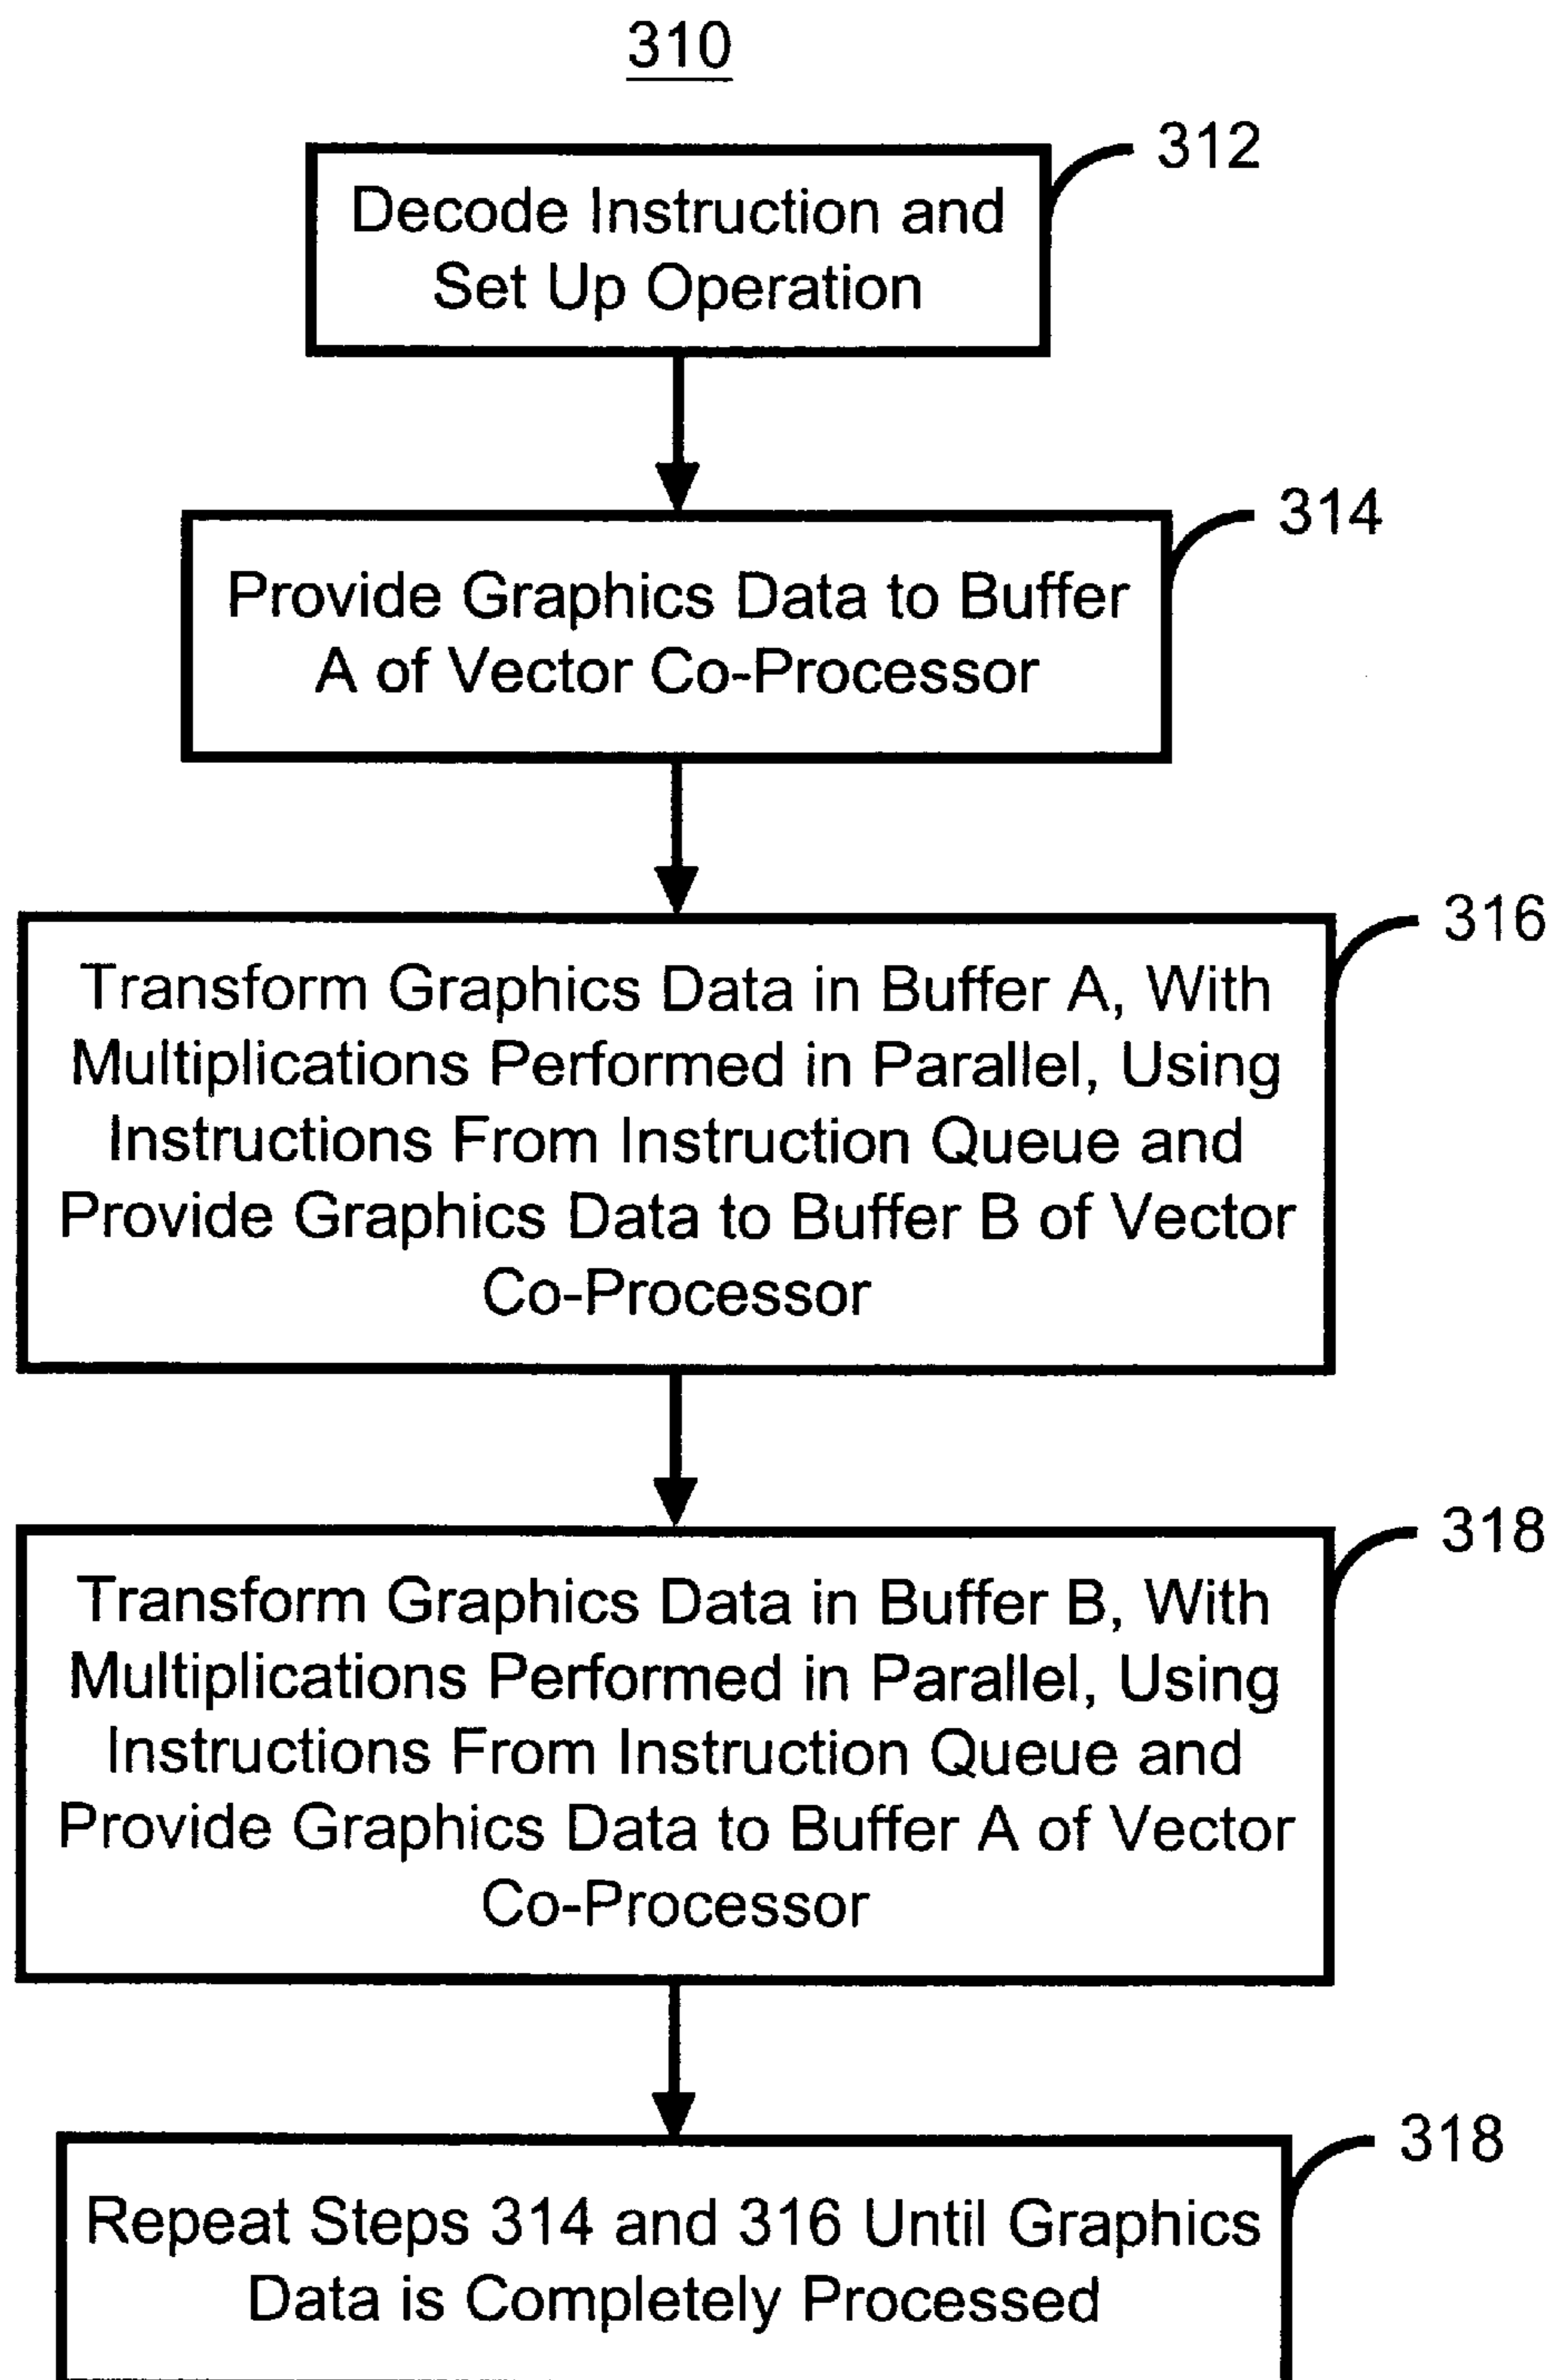 310
312
Decode Instruction and
Set Up Operation
314
Provide Graphics Data to Buffer
A of Vector Co-Processor
316
Transform Graphics Data in Buffer A, With
Multiplications Performed in Parallel, Using
Instructions From Instruction Queue and
Provide Graphics Data to Buffer B of Vector
Co-Processor
318
Transform Graphics Data in Buffer B, With
Multiplications Performed in Parallel, Using
Instructions From Instruction Queue and
Provide Graphics Data to Buffer A of Vector
Co-Processor
318
Repeat Steps 314 and 316 Until Graphics
Data is Completely Processed